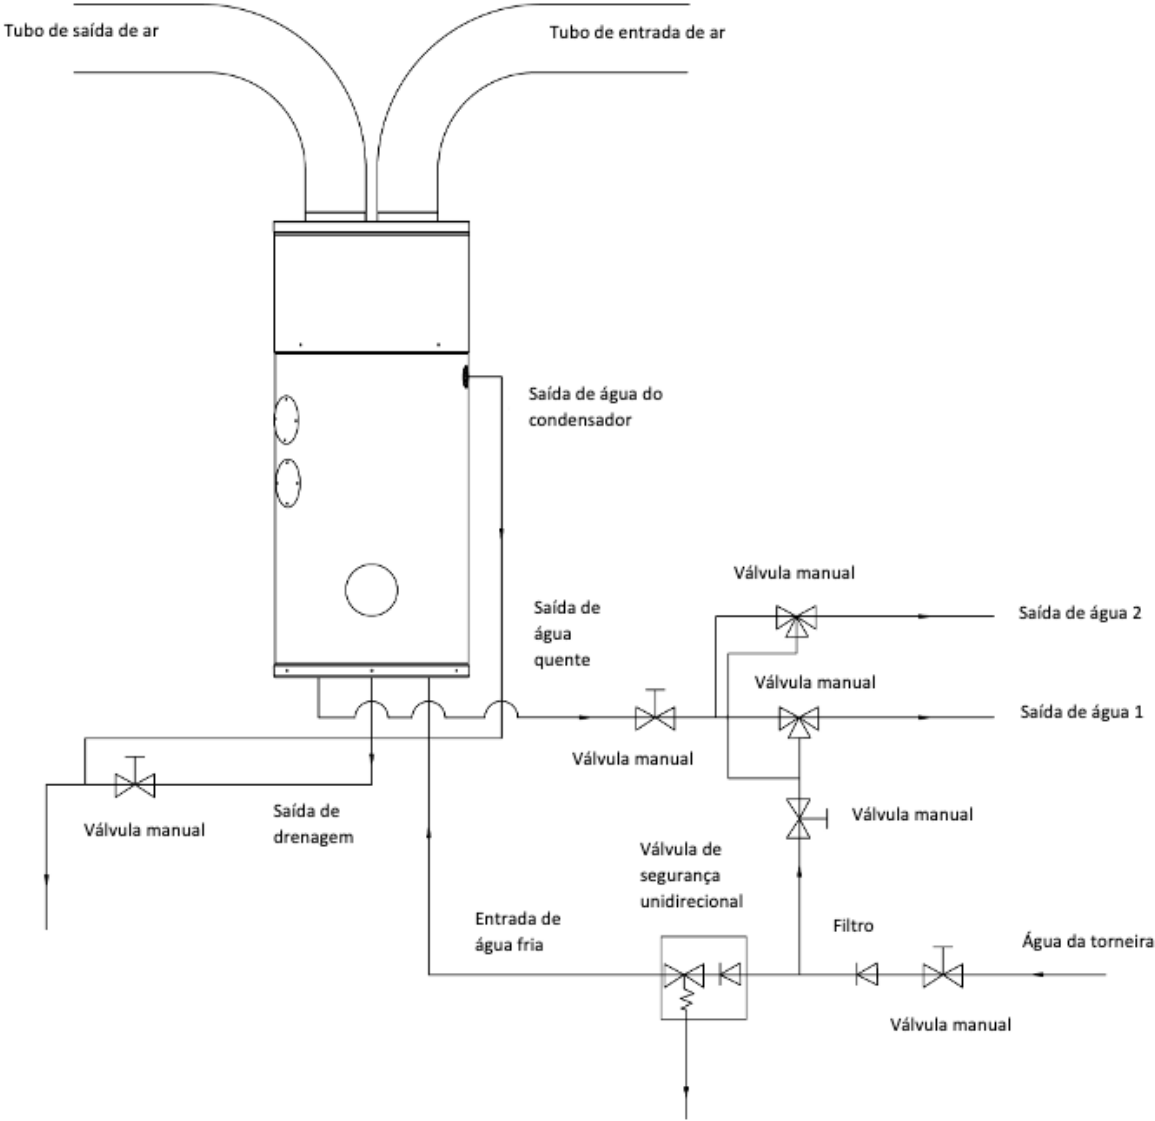 Tubo de saída de ar
Tubo de entrada de ar
Saída de água do
condensador
Válvula manual
Saída de
água
quente
Saída de água 2
Válvula manual
Saída de água 1
Válvula manual
Saída de
drenagem
Válvula manual
Válvula manual
Válvula de
segurança
unidirecional
Entrada de
água fria
Filtro
Água da torneira
Válvula manual